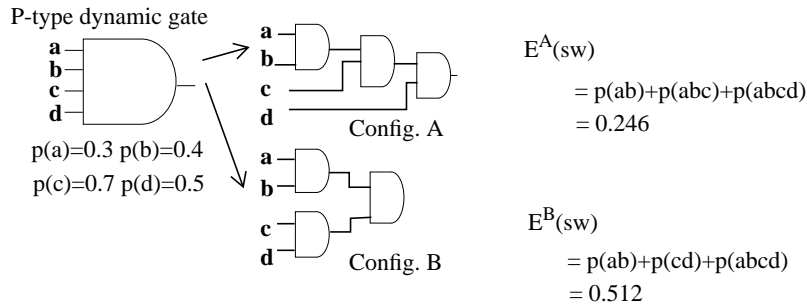 P-type dynamic gate
a
b
c
d
p(a)=0.3 p(b)=0.4
p(c)=0.7 p(d)=0.5
a
b
c
d
Config. A
a
b
c
d
Config. B
E^A(sw)
= p(ab)+p(abc)+p(abcd)
= 0.246
E^B(sw)
= p(ab)+p(cd)+p(abcd)
= 0.512